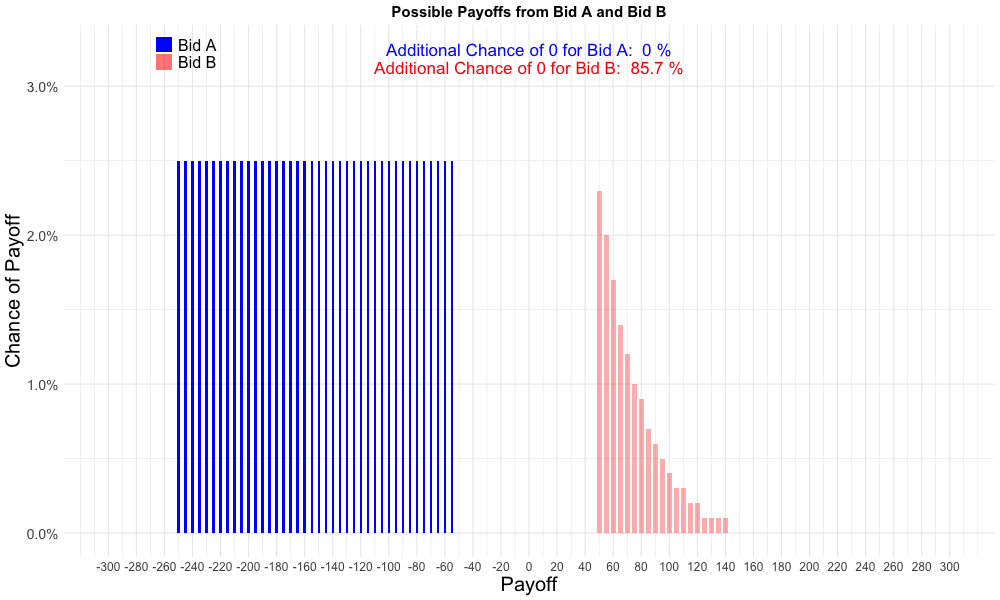 Possible Payoffs from Bid A and Bid B
Bid A
Bid B
Additional Chance of 0 for Bid A:  0 %
Additional Chance of 0 for Bid B:  85.7 %
3.0%
2.0%
1.0%
0.0%
Chance of Payoff
-300 -280 -260 -240 -220 -200 -180 -160 -140 -120 -100 -80 -60 -40 -20 0 20 40 60 80 100 120 140 160 180 200 220 240 260 280 300
Payoff